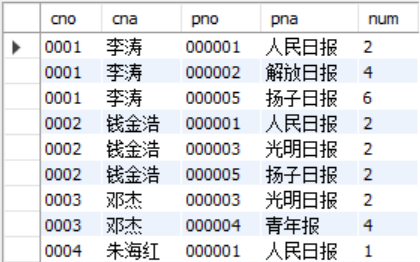 cno cna pno pna num
0001 李涛 000001 人民日报 2
0001 李涛 000002 解放日报 4
0001 李涛 000005 扬子日报 6
0002 钱金浩 000001 人民日报 2
0002 钱金浩 000003 光明日报 2
0002 钱金浩 000005 扬子日报 2
0003 邓杰 000003 光明日报 2
0003 邓杰 000004 青年报 4
0004 朱海红 000001 人民日报 1